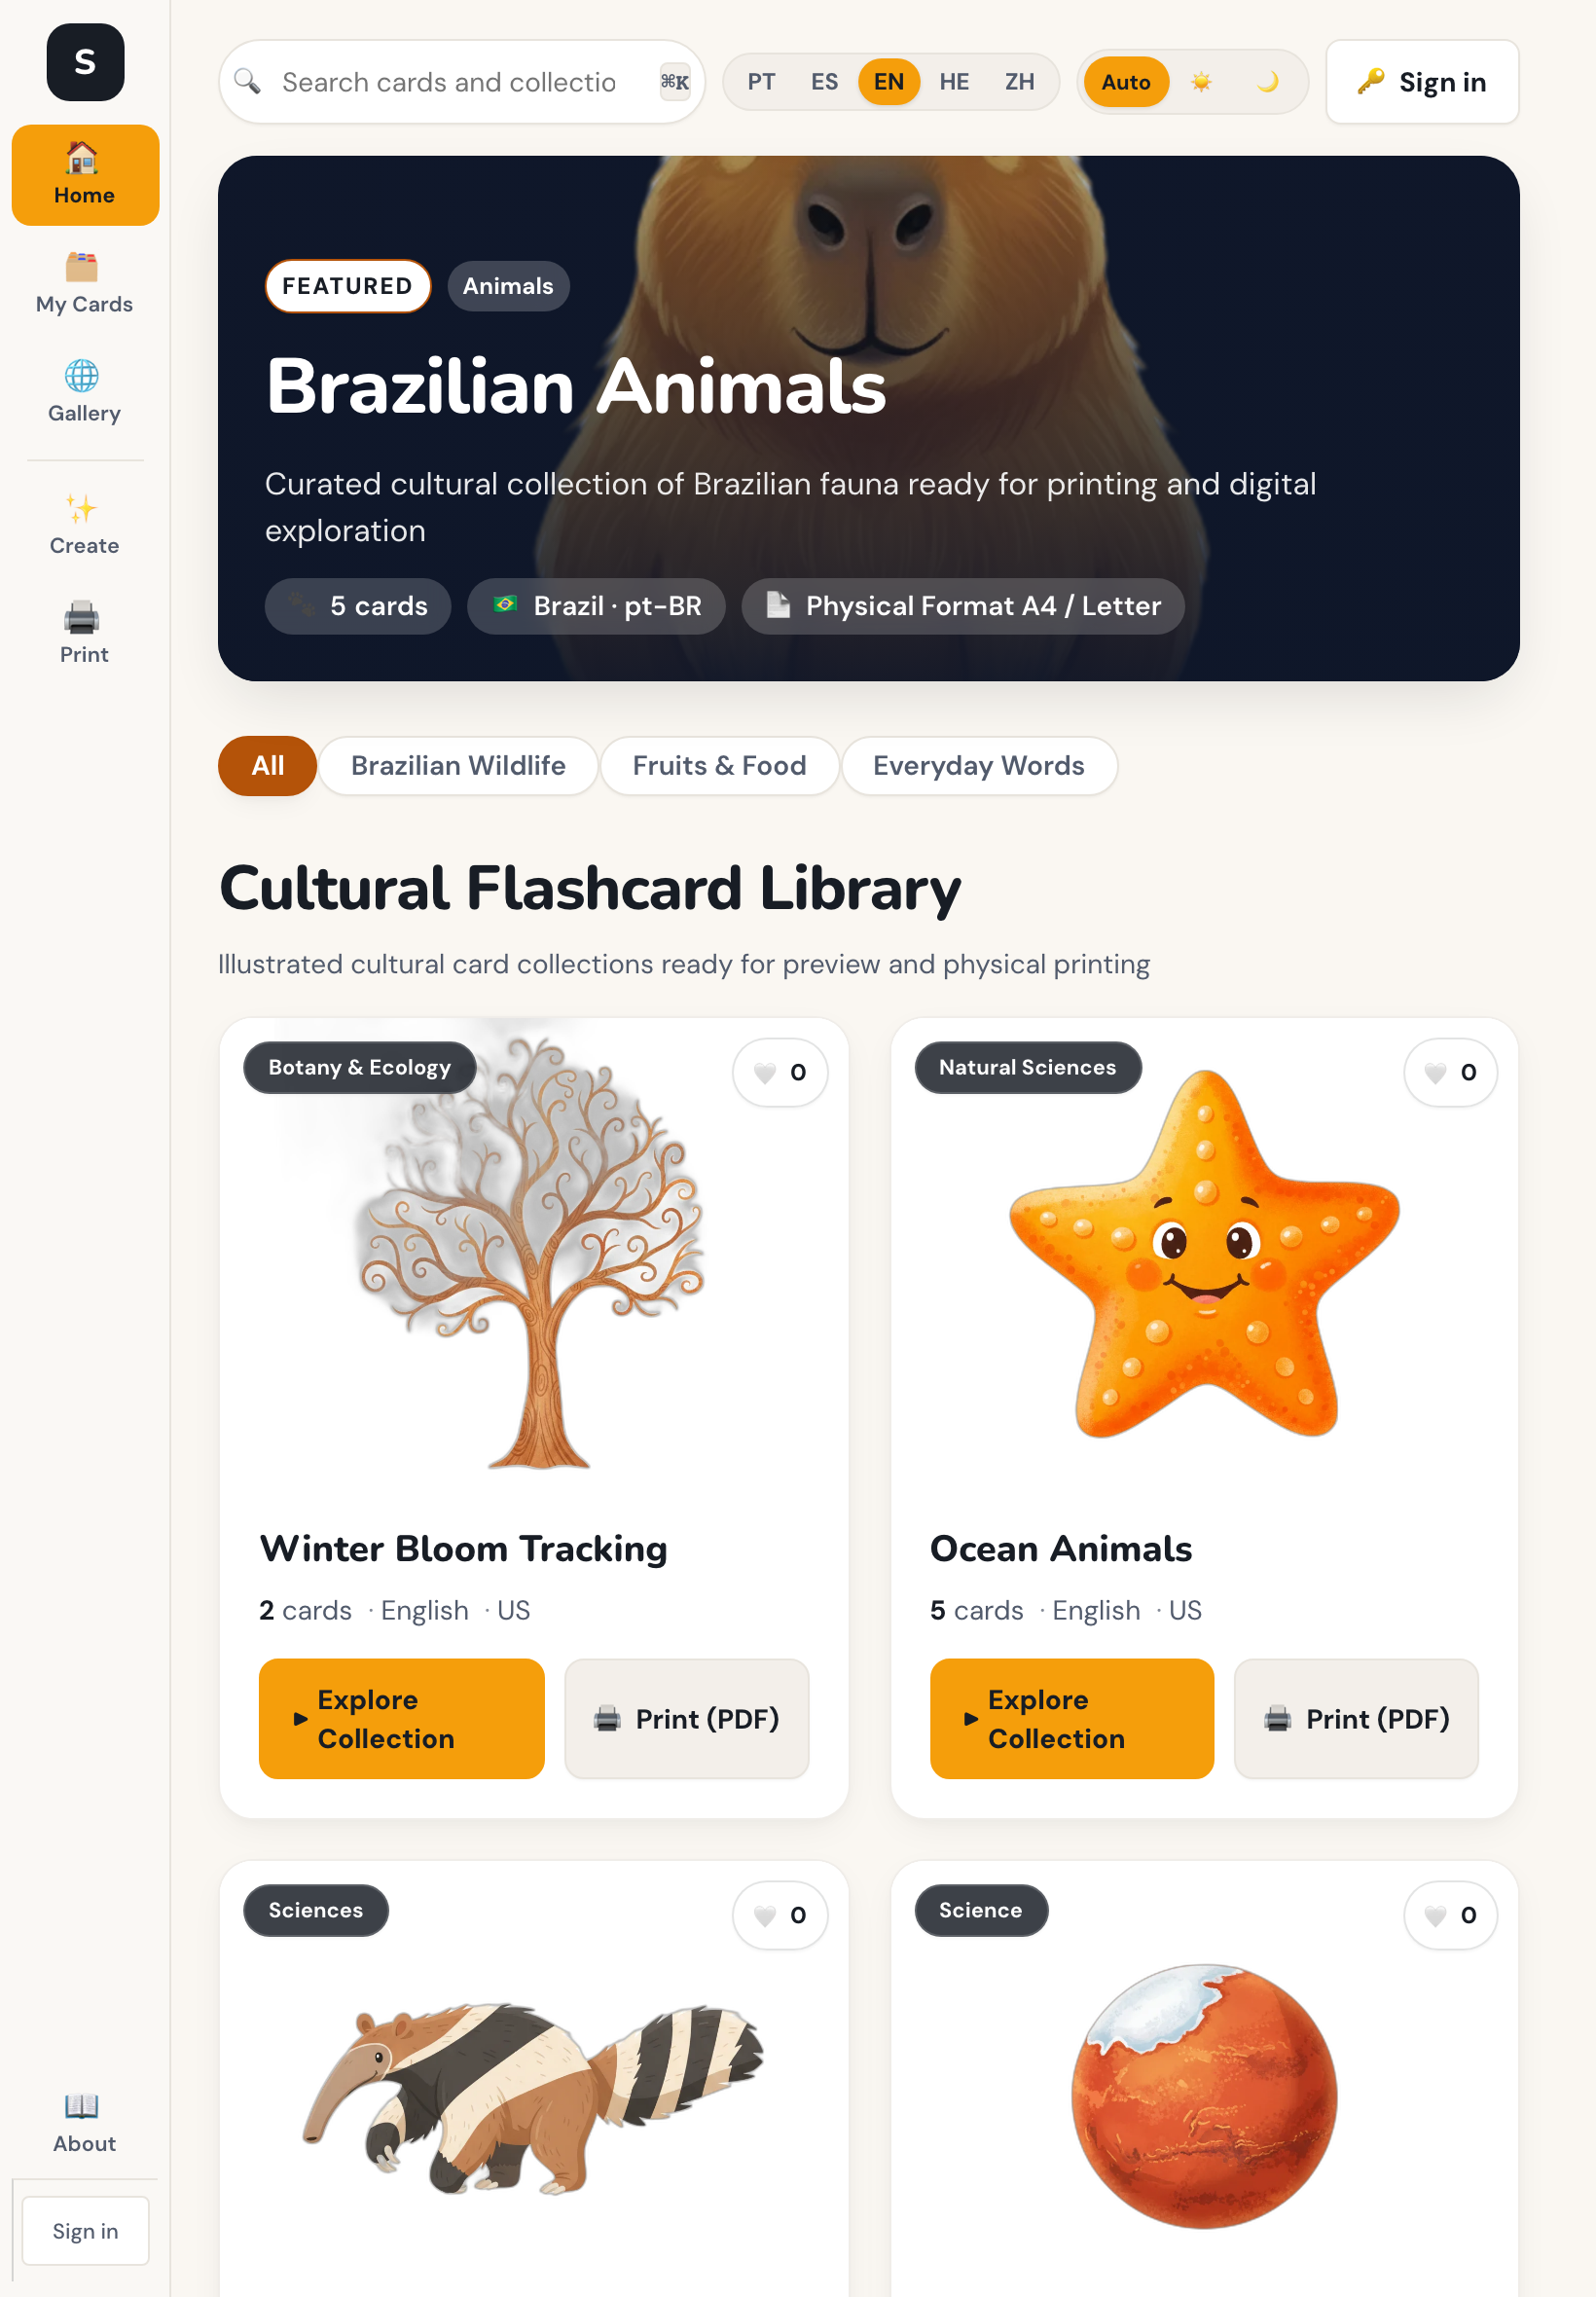 S
Home
My Cards
Gallery
Create
Print
About
Sign in
Search cards and collectio
⌘K
PT ES EN HE ZH
Auto
Sign in
FEATURED
Animals
Brazilian Animals
Curated cultural collection of Brazilian fauna ready for printing and digital
exploration
5 cards
Brazil · pt-BR
Physical Format A4 / Letter
All
Brazilian Wildlife
Fruits & Food
Everyday Words
Cultural Flashcard Library
Illustrated cultural card collections ready for preview and physical printing
Botany & Ecology
0
Winter Bloom Tracking
2 cards · English · US
Explore
Collection
Print (PDF)
Natural Sciences
0
Ocean Animals
5 cards · English · US
Explore
Collection
Print (PDF)
Sciences
0
Science
0